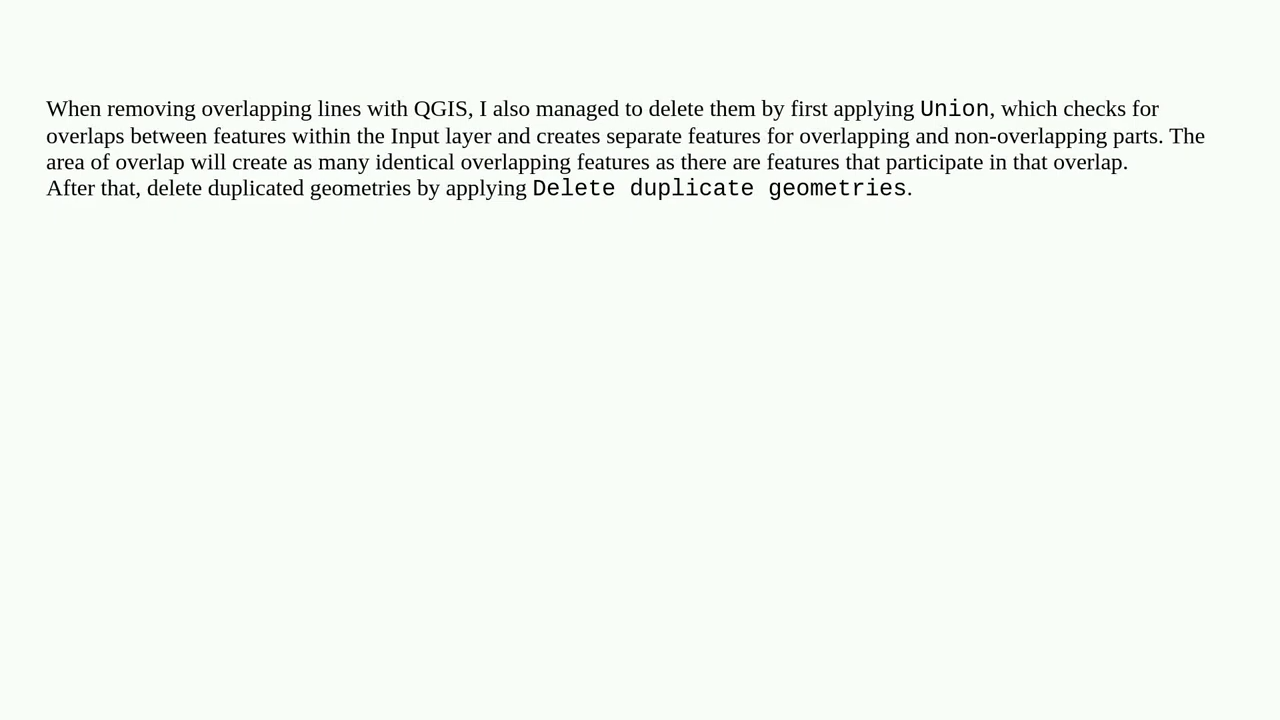 When removing overlapping lines with QGIS, I also managed to delete them by first applying Union, which checks for
overlaps between features within the Input layer and creates separate features for overlapping and non-overlapping parts. The
area of overlap will create as many identical overlapping features as there are features that participate in that overlap.
After that, delete duplicated geometries by applying Delete duplicate geometries.